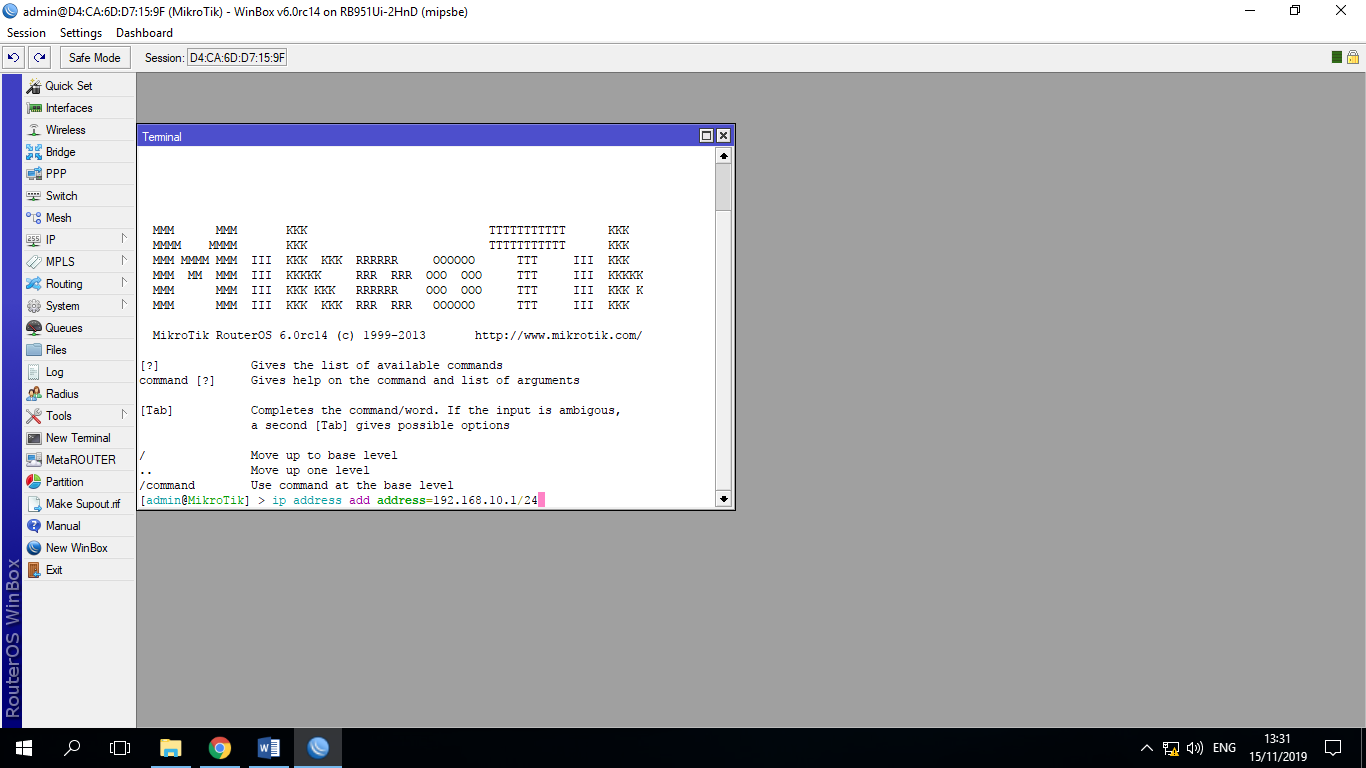 admin@D4:CA:6D:D7:15:9F (MikroTik) - WinBox v6.0rc14 on RB951Ui-2HnD (mipsbe)
Session Settings Dashboard
Safe Mode Session: D4:CA:6D:D7:15:9F
Quick Set
Interfaces
Wireless
Bridge
PPP
Switch
Mesh
IP
MPLS
Routing
System
Queues
Files
Log
Radius
Tools
New Terminal
MetaROUTER
Partition
Make Supout.rif
Manual
New WinBox
Exit
RouterOS WinBox
Terminal
MMM      MMM       KKK                          TTTTTTTTTTT      KKK
MMMM    MMMM       KKK                          TTTTTTTTTTT      KKK
MMM MMMM MMM  III  KKK  KKK  RRRRRR     OOOOOO      TTT     III  KKK
MMM  MM  MMM  III  KKKKK     RRR  RRR  OOO  OOO     TTT     III  KKKKK
MMM      MMM  III  KKK KKK   RRRRRR    OOO  OOO     TTT     III  KKK K
MMM      MMM  III  KKK  KKK  RRR  RRR   OOOOOO      TTT     III  KKK
MikroTik RouterOS 6.0rc14 (c) 1999-2013       http://www.mikrotik.com/
[?]             Gives the list of available commands
command [?]     Gives help on the command and list of arguments
[Tab]           Completes the command/word. If the input is ambigous,
a second [Tab] gives possible options
/               Move up to base level
..              Move up one level
/command        Use command at the base level
[admin@MikroTik] > ip address add address=192.168.10.1/24
ENG
13:31
15/11/2019